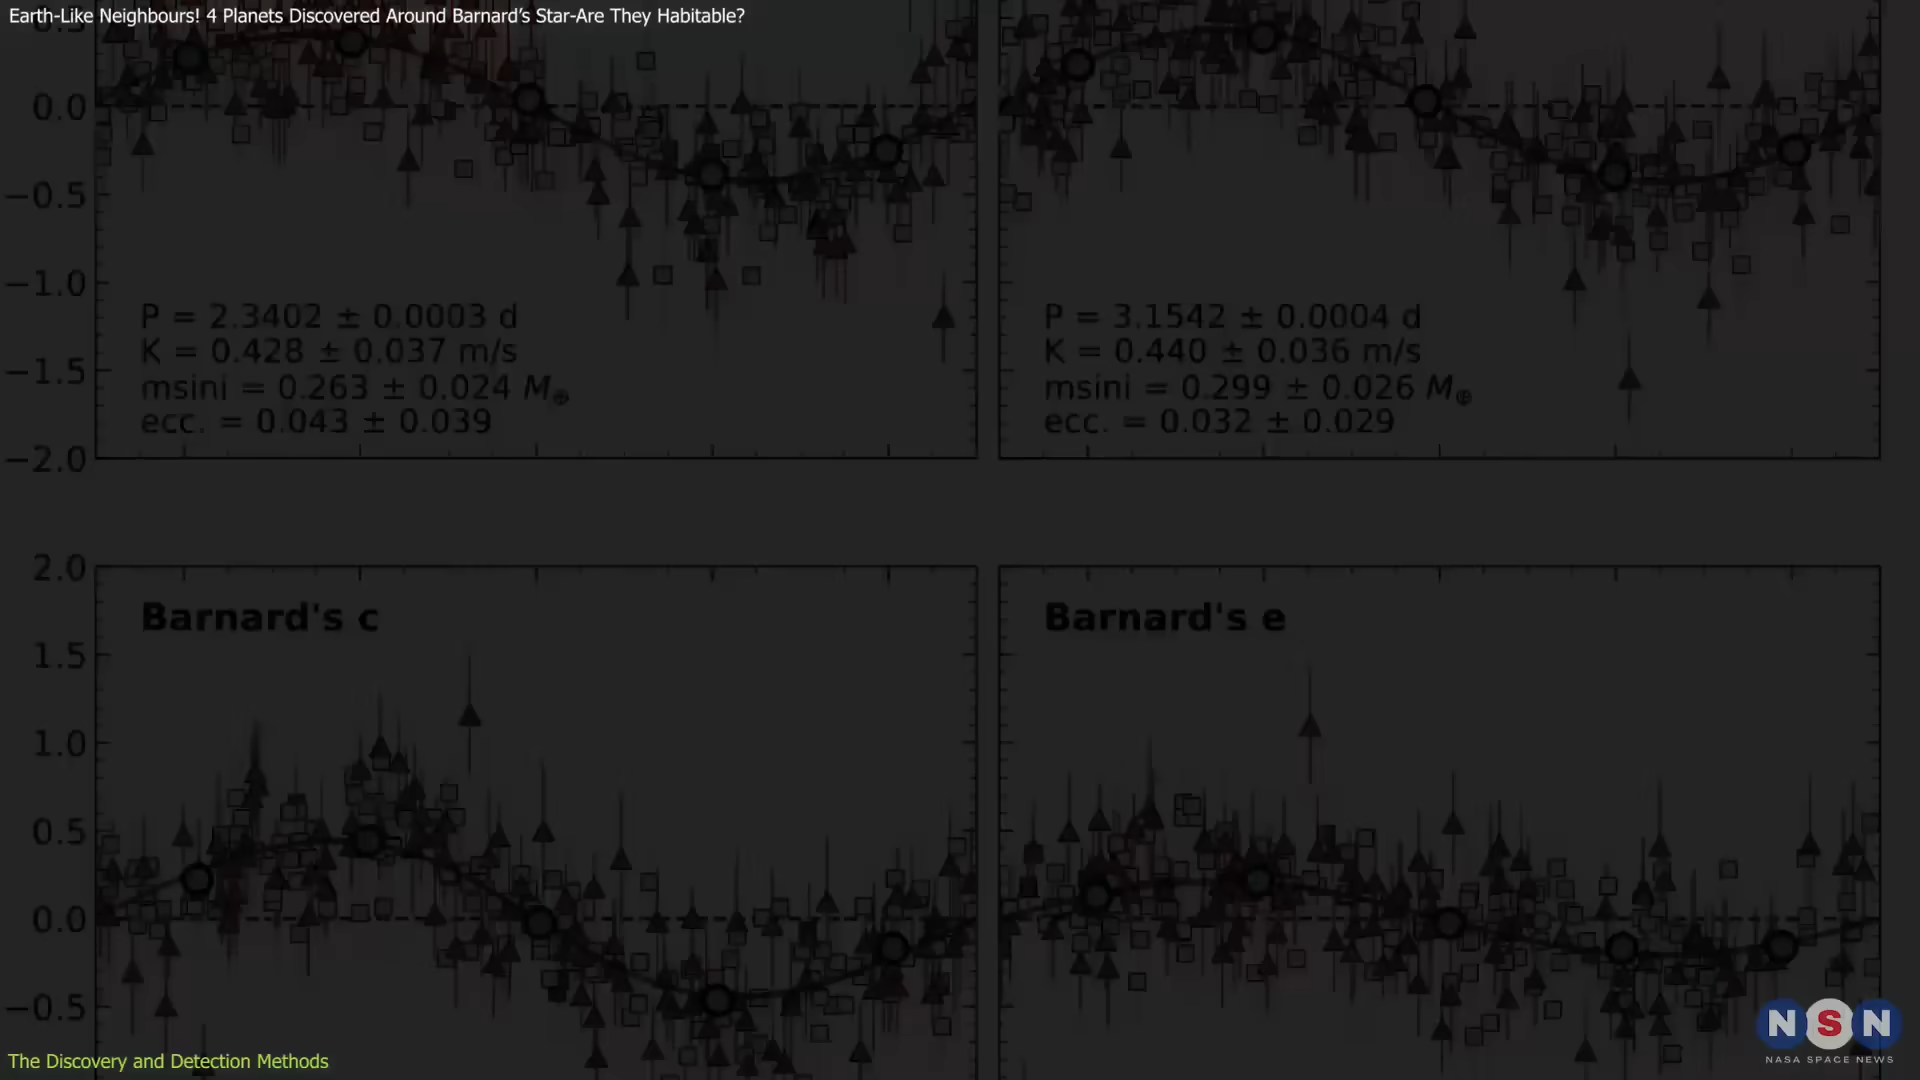 Earth-Like Neighbours! 4 Planets Discovered Around Barnard’s Star-Are They Habitable?
0.5
0.0
−0.5
−1.0
−1.5
−2.0
P = 2.3402 ± 0.0003 d
K = 0.428 ± 0.037 m/s
msini = 0.263 ± 0.024 M⊕
ecc. = 0.043 ± 0.039
P = 3.1542 ± 0.0004 d
K = 0.440 ± 0.036 m/s
msini = 0.299 ± 0.026 M⊕
ecc. = 0.032 ± 0.029
2.0
1.5
1.0
0.5
0.0
−0.5
Barnard's c
Barnard's e
The Discovery and Detection Methods
NSN
NASA SPACE NEWS